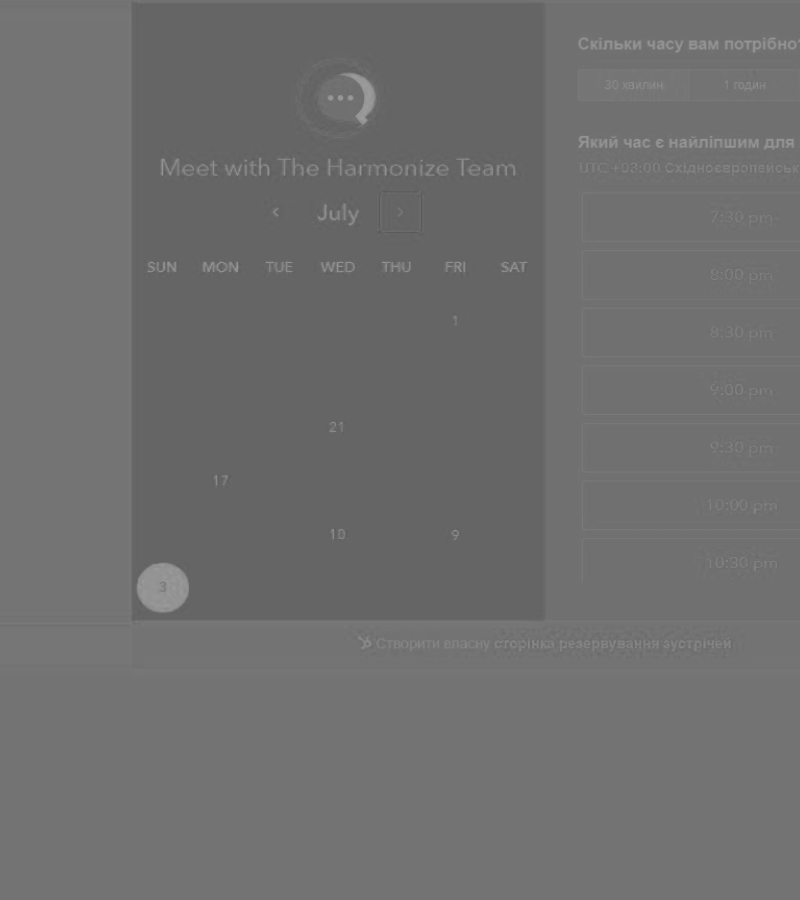 Meet with The Harmonize Team
July
SUN MON TUE WED THU FRI SAT
1
21
17
18 9
3
Скільки часу вам потрібно?
30 хвилин 1 годин
Який час є найліпшим для
UTC +03:00
7:30 pm
8:00 pm
8:30 pm
9:00 pm
9:30 pm
10:00 pm
10:30 pm
Створити власну сторінка резервування зустрічей